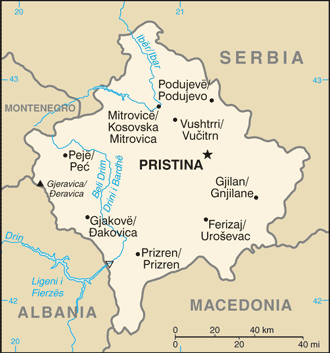 20
21
Ibër/Ibar
SERBIA
43
43
Podujevë/
Podujevo
MONTENEGRO
Mitrovicë/
Kosovska
Mitrovica
Vushtrri/
Vučitrn
PRISTINA
Pejë/
Peć
Gjeravica/
Đeravica
Beli Drim
Drini i Bardhë
Gjilan/
Gnjilane
Gjakovë/
Đakovica
Ferizaj/
Uroševac
Drin
Prizren/
Prizren
Ligeni i
Fierzës
ALBANIA
MACEDONIA
42
42
0 20 40 km
0 20 40 mi
20
21